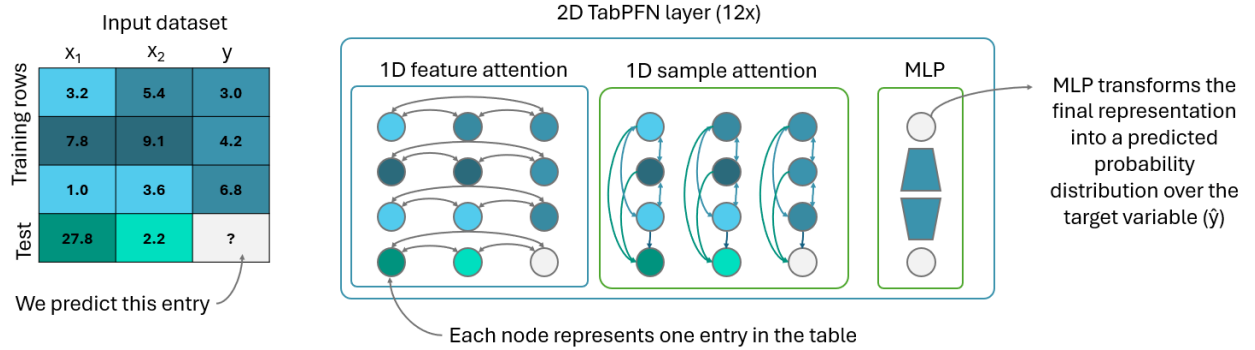 2D TabPFN layer (12x)
Input dataset
x₁ x₂ y
Training rows
3.2 5.4 3.0
7.8 9.1 4.2
1.0 3.6 6.8
Test
27.8 2.2 ?
We predict this entry
1D feature attention
1D sample attention
MLP
Each node represents one entry in the table
MLP transforms the
final representation
into a predicted
probability
distribution over the
target variable (ŷ)